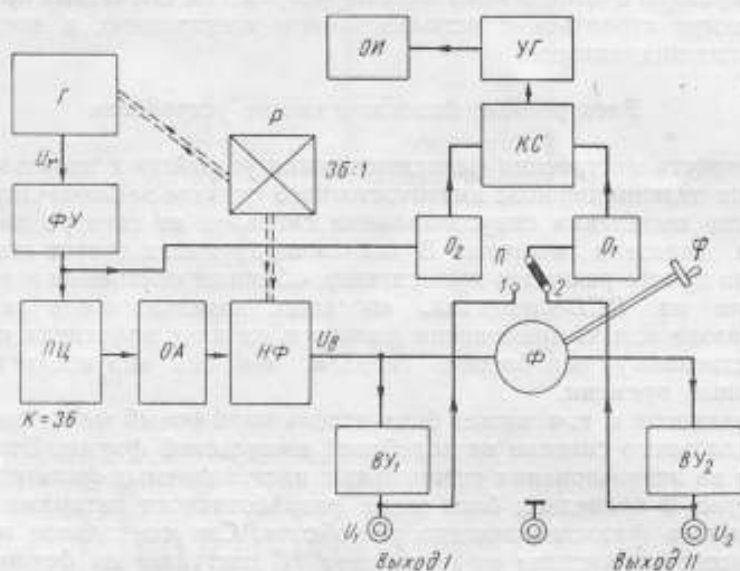 ОИ
УГ
Г
Р
КС
36:1
Uг
ФУ
О₂
О₁
П
1
2
Ф
ПЦ
ОА
НФ
Uв
Ф
К=36
ВУ₁
ВУ₂
U₁
U₂
Выход I
Выход II